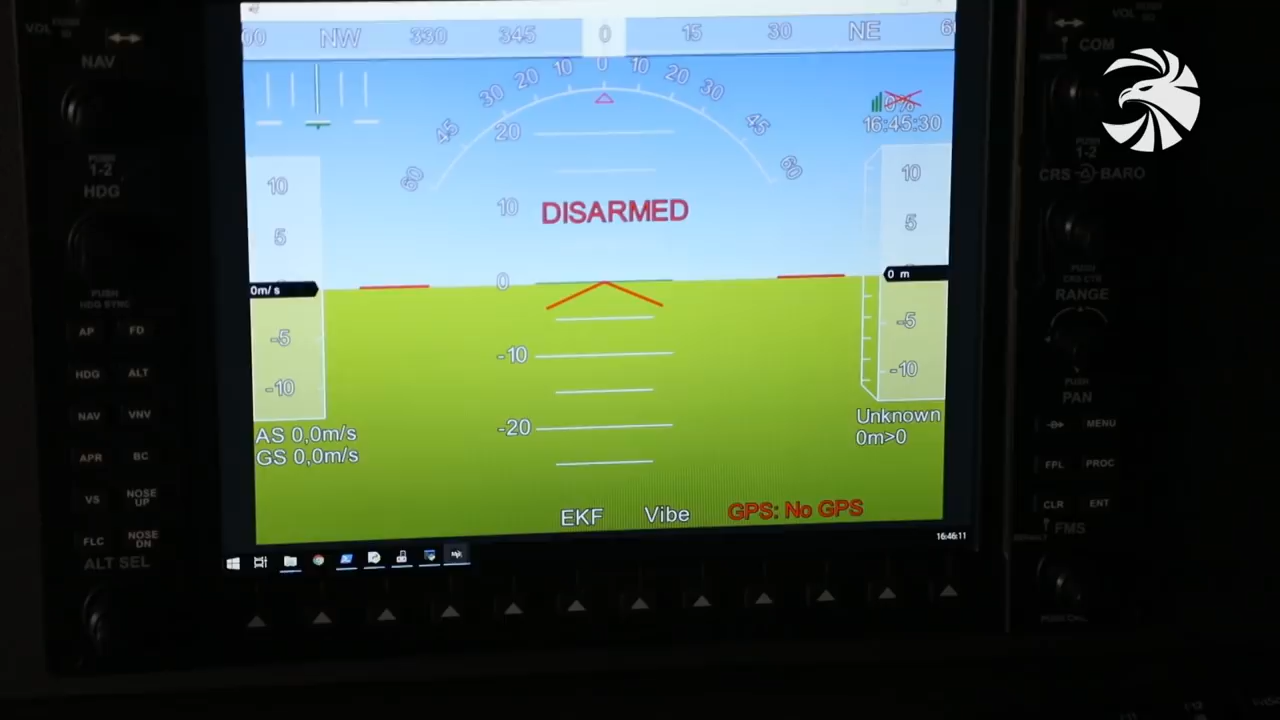 VOL
NAV
PUSH
1-2
HDG
PUSH
HDG SYNC
AP FD
HDG ALT
NAV VNV
APR BC
VS NOSE UP
FLC NOSE DN
ALT SEL
NW 330 345 0 15 30 NE
60 45 30 20 10 0 10 20 30 45 60
0%
16:45:30
20
10
DISARMED
0
-10
-20
10
5
0m/s
-5
-10
AS 0,0m/s
GS 0,0m/s
10
5
0 m
-5
-10
Unknown
0m>0
EKF Vibe GPS: No GPS
16:46:11
VOL
COM
PUSH
1-2
CRS BARO
PUSH
CRS CTR
RANGE
PUSH
PAN
D MENU
FPL PROC
CLR ENT
FMS